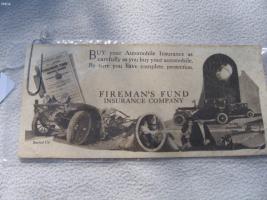 BUY your Automobile Insurance as
carefully as you buy your automobile.
Be sure you have complete protection.
FIREMAN'S FUND
INSURANCE COMPANY